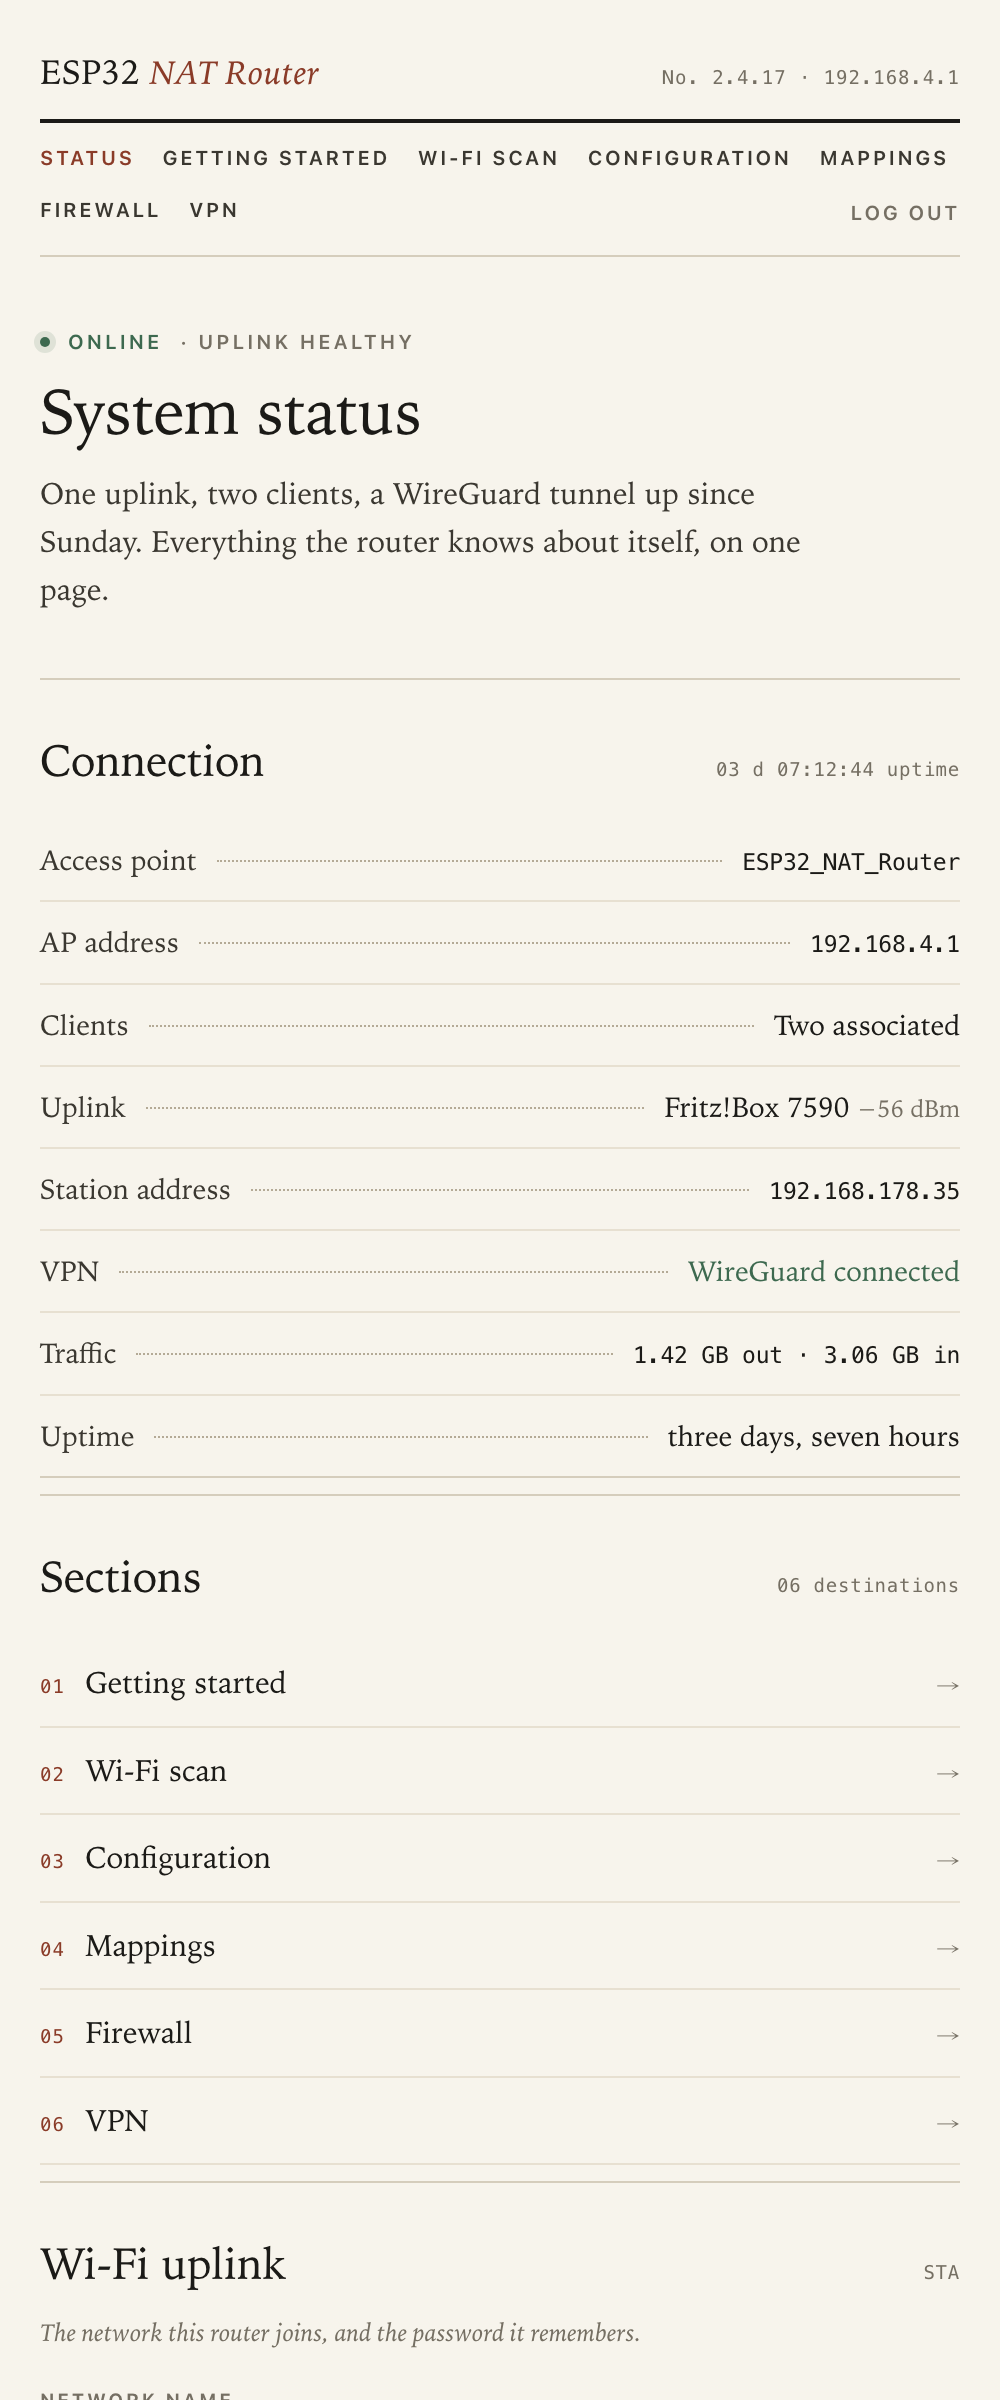 ESP32 NAT Router
No. 2.4.17 · 192.168.4.1
STATUS GETTING STARTED WI-FI SCAN CONFIGURATION MAPPINGS
FIREWALL VPN LOG OUT
ONLINE · UPLINK HEALTHY
System status
One uplink, two clients, a WireGuard tunnel up since
Sunday. Everything the router knows about itself, on one
page.
Connection
03 d 07:12:44 uptime
Access point ESP32_NAT_Router
AP address 192.168.4.1
Clients Two associated
Uplink Fritz!Box 7590 −56 dBm
Station address 192.168.178.35
VPN WireGuard connected
Traffic 1.42 GB out · 3.06 GB in
Uptime three days, seven hours
Sections
06 destinations
01 Getting started →
02 Wi-Fi scan →
03 Configuration →
04 Mappings →
05 Firewall →
06 VPN →
Wi-Fi uplink
STA
The network this router joins, and the password it remembers.
NETWORK NAME